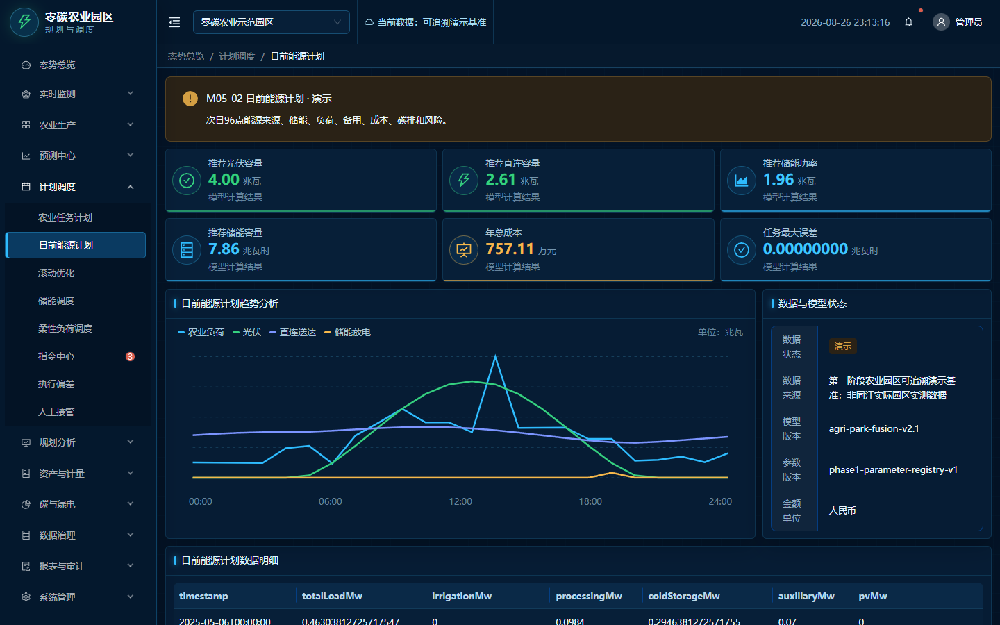 零碳农业园区
规划与调度
零碳农业示范园区
当前数据：可追溯演示基准
2026-08-26 23:13:16
管理员
态势总览 / 计划调度 / 日前能源计划
态势总览
实时监测
农业生产
预测中心
计划调度
农业任务计划
日前能源计划
滚动优化
储能调度
柔性负荷调度
指令中心 3
执行偏差
人工接管
规划分析
资产与计量
碳与绿电
数据治理
报表与审计
系统管理
M05-02 日前能源计划 · 演示
次日96点能源来源、储能、负荷、备用、成本、碳排和风险。
推荐光伏容量
4.00 兆瓦
模型计算结果
推荐直连容量
2.61 兆瓦
模型计算结果
推荐储能功率
1.96 兆瓦
模型计算结果
推荐储能容量
7.86 兆瓦时
模型计算结果
年总成本
757.11 万元
模型计算结果
任务最大误差
0.00000000 兆瓦时
模型计算结果
日前能源计划趋势分析
农业负荷 光伏 直连送达 储能放电
单位：兆瓦
00:00 06:00 12:00 18:00 24:00
数据与模型状态
数据状态
演示
数据来源
第一阶段农业园区可追溯演示基准；非同江实际园区实测数据
模型版本
agri-park-fusion-v2.1
参数版本
phase1-parameter-registry-v1
金额单位
人民币
日前能源计划数据明细
timestamp totalLoadMw irrigationMw processingMw coldStorageMw auxiliaryMw pvMw
2025-05-06T00:00:00 0.46303812725717547 0 0.0984 0.2946381272571755 0.07 0